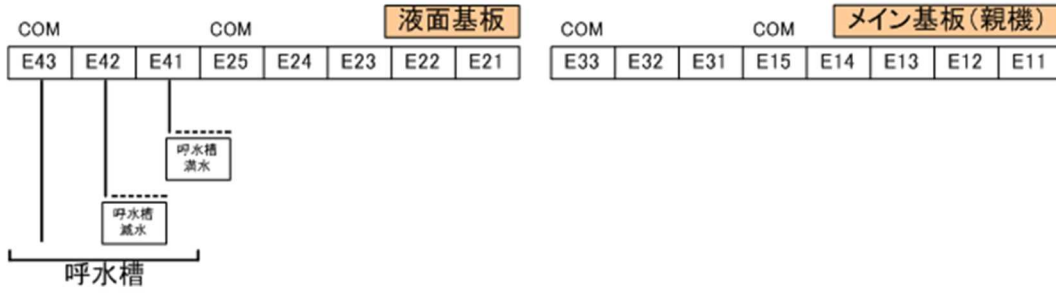 液面基板
メイン基板(親機)
COM COM COM COM
E43 E42 E41 E25 E24 E23 E22 E21 E33 E32 E31 E15 E14 E13 E12 E11
呼水槽
満水
呼水槽
減水
呼水槽